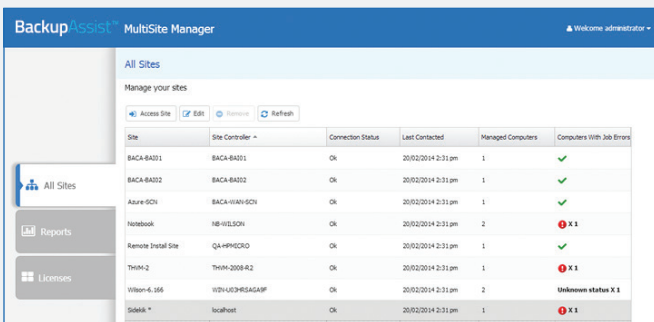 BackupAssist™ MultiSite Manager
Welcome administrator
All Sites
Manage your sites
Access Site Edit Remove Refresh
Site Site Controller Connection Status Last Contacted Managed Computers Computers With Job Errors
BACA-BAI01 BACA-BAI01 Ok 20/02/2014 2:31 pm 1
BACA-BAI02 BACA-BAI02 Ok 20/02/2014 2:31 pm 1
Azure-SCN BACA-WAN-SCN Ok 20/02/2014 2:31 pm 1
Notebook NB-WILSON Ok 20/02/2014 2:31 pm 2 X 1
Remote Install Site QA-HPMICRO Ok 20/02/2014 2:31 pm 1
THVM-2 THVM-2008-R2 Ok 20/02/2014 2:31 pm 1 X 1
Wilson-6.166 WIN-U03HRSAGA9F Ok 20/02/2014 2:31 pm 2 Unknown status X 1
Sidekik * localhost Ok 20/02/2014 2:31 pm 1 X 1
All Sites
Reports
Licenses